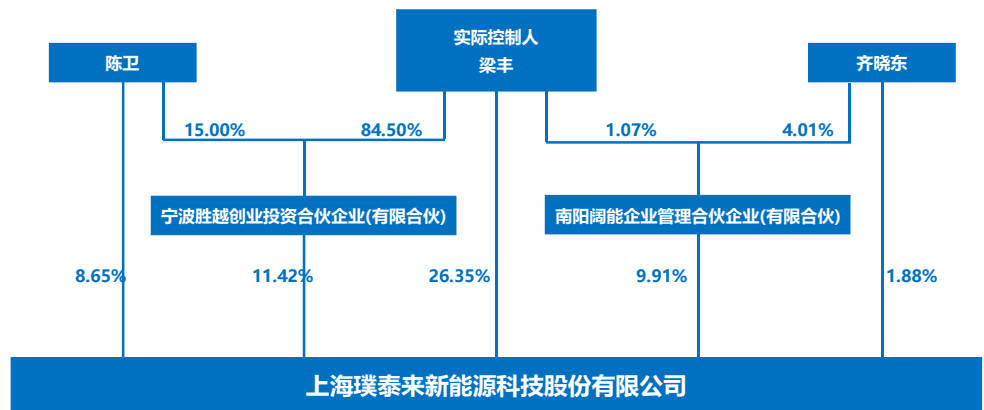 实际控制人
梁丰
陈卫
齐晓东
15.00%
84.50%
1.07%
4.01%
宁波胜越创业投资合伙企业(有限合伙)
南阳阔能企业管理合伙企业(有限合伙)
8.65%
11.42%
26.35%
9.91%
1.88%
上海璞泰来新能源科技股份有限公司